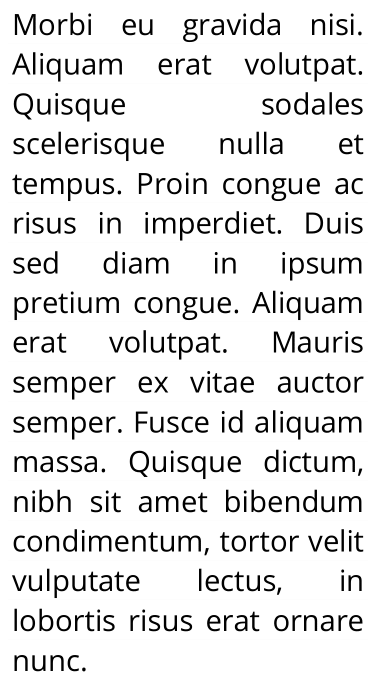 Morbi eu gravida nisi.
Aliquam erat volutpat.
Quisque sodales
scelerisque nulla et
tempus. Proin congue ac
risus in imperdiet. Duis
sed diam in ipsum
pretium congue. Aliquam
erat volutpat. Mauris
semper ex vitae auctor
semper. Fusce id aliquam
massa. Quisque dictum,
nibh sit amet bibendum
condimentum, tortor velit
vulputate lectus, in
lobortis risus erat ornare
nunc.